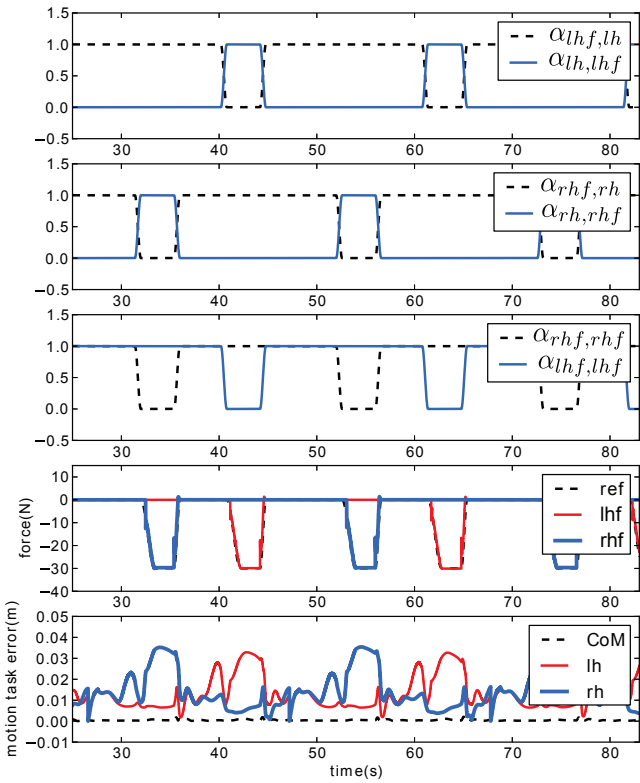 1.5
1.0
0.5
0.0
−0.5
α_{lhf,lh}
α_{lh,lhf}
30 40 50 60 70 80
1.5
1.0
0.5
0.0
−0.5
α_{rhf,rh}
α_{rh,rhf}
30 40 50 60 70 80
1.5
1.0
0.5
0.0
−0.5
α_{rhf,rhf}
α_{lhf,lhf}
30 40 50 60 70 80
force(N)
10
0
−10
−20
−30
−40
ref
lhf
rhf
30 40 50 60 70 80
motion task error(m)
0.05
0.04
0.03
0.02
0.01
0.00
−0.01
CoM
lh
rh
30 40 50 60 70 80
time(s)